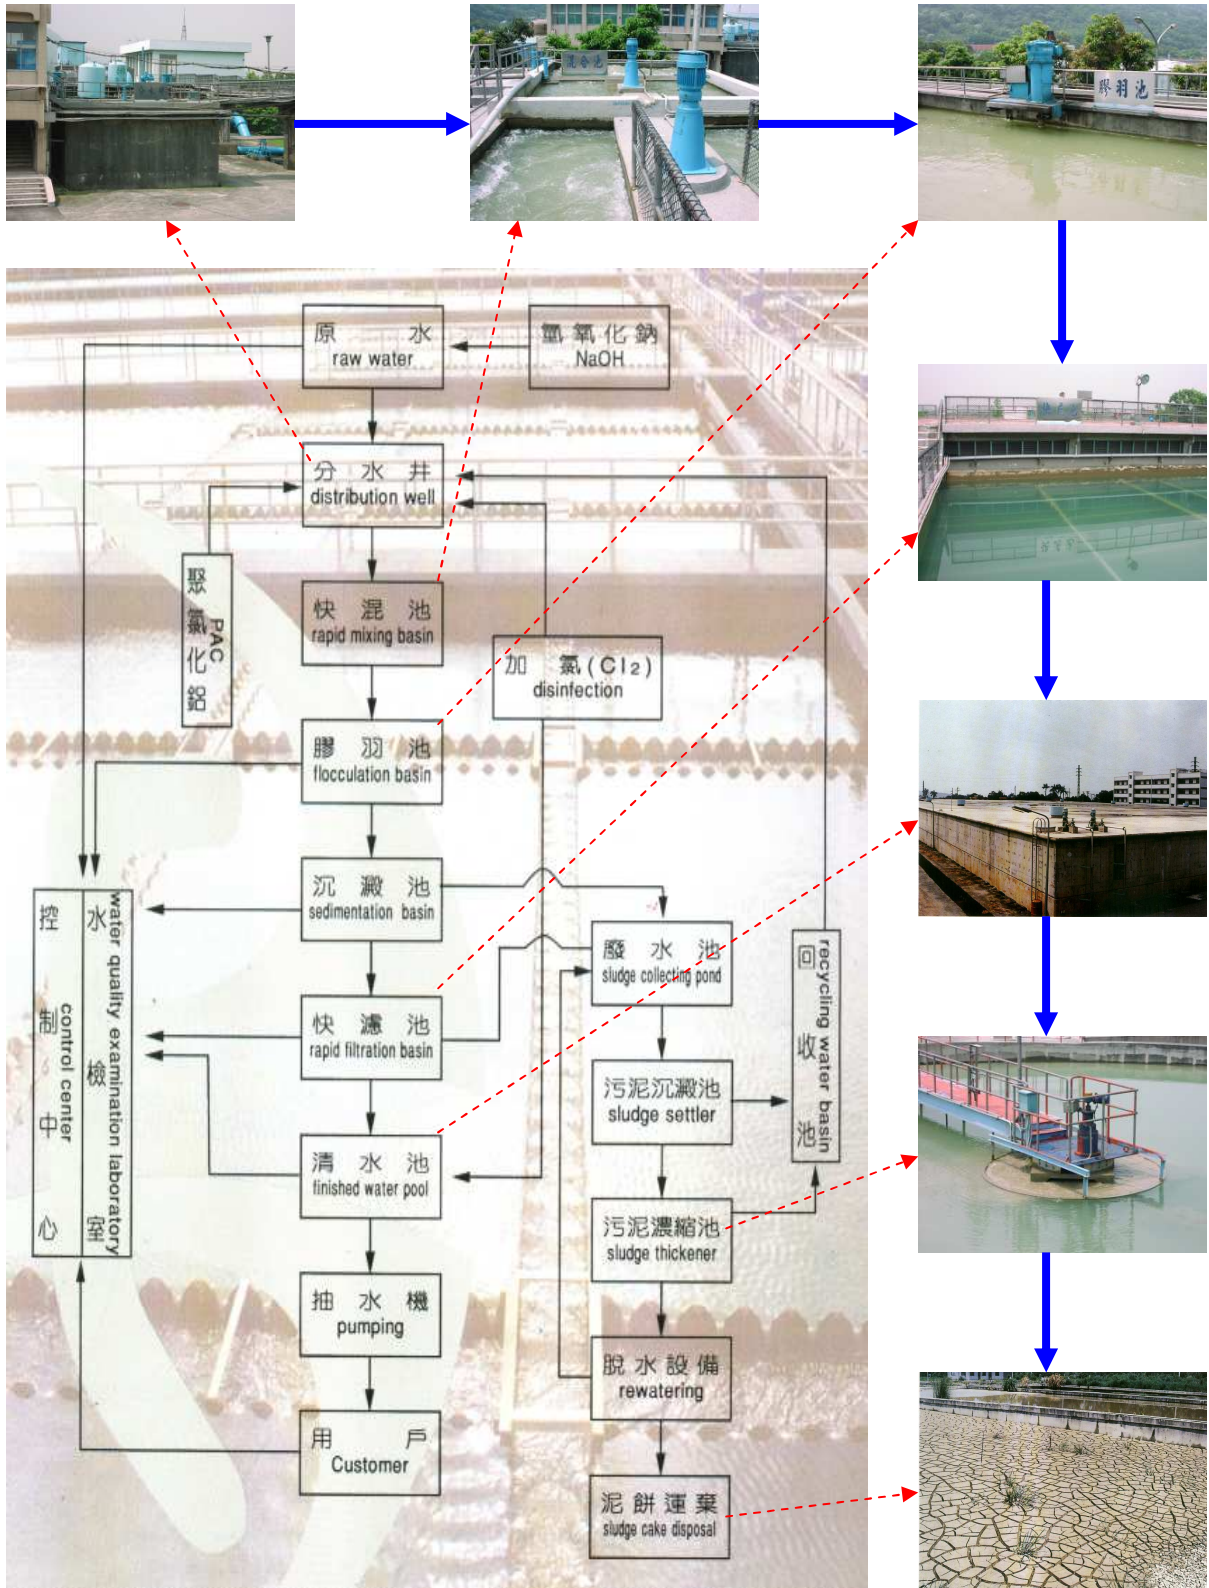 混合池
膠羽池
原水
raw water
氫氧化鈉
NaOH
分水井
distribution well
聚氯化鋁
PAC
快混池
rapid mixing basin
加氯(Cl₂)
disinfection
膠羽池
flocculation basin
沉澱池
sedimentation basin
廢水池
sludge collecting pond
回收池
recycling water basin
控制中心
control center
水檢室
water quality examination laboratory
快濾池
rapid filtration basin
污泥沉澱池
sludge settler
清水池
finished water pool
污泥濃縮池
sludge thickener
抽水機
pumping
脫水設備
rewatering
用戶
Customer
泥餅運棄
sludge cake disposal